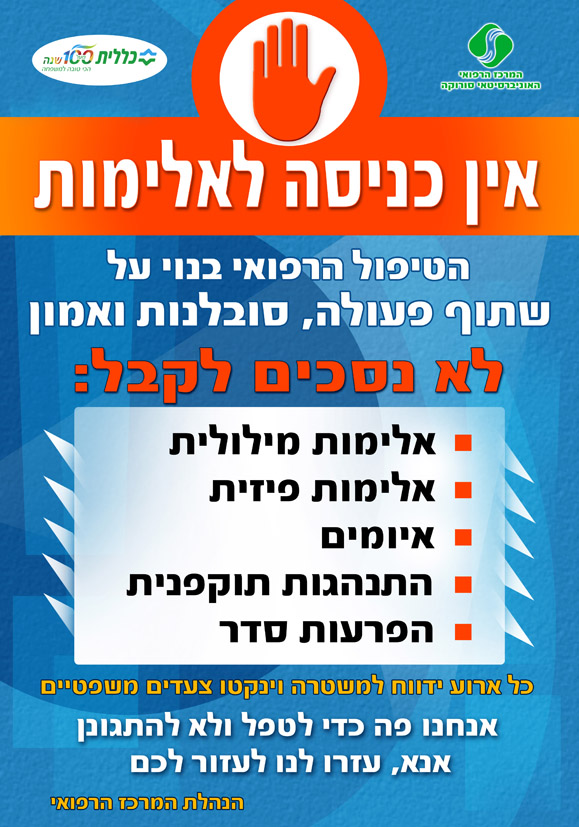 כללית 100 שנה
הכי טובה למשפחה
המרכז הרפואי
האוניברסיטאי סורוקה
אין כניסה לאלימות
הטיפול הרפואי בנוי על
שתוף פעולה, סובלנות ואמון
לא נסכים לקבל:
אלימות מילולית
אלימות פיזית
איומים
התנהגות תוקפנית
הפרעות סדר
כל ארוע ידווח למשטרה וינקטו צעדים משפטיים
אנחנו פה כדי לטפל ולא להתגונן
אנא, עזרו לנו לעזור לכם
הנהלת המרכז הרפואי